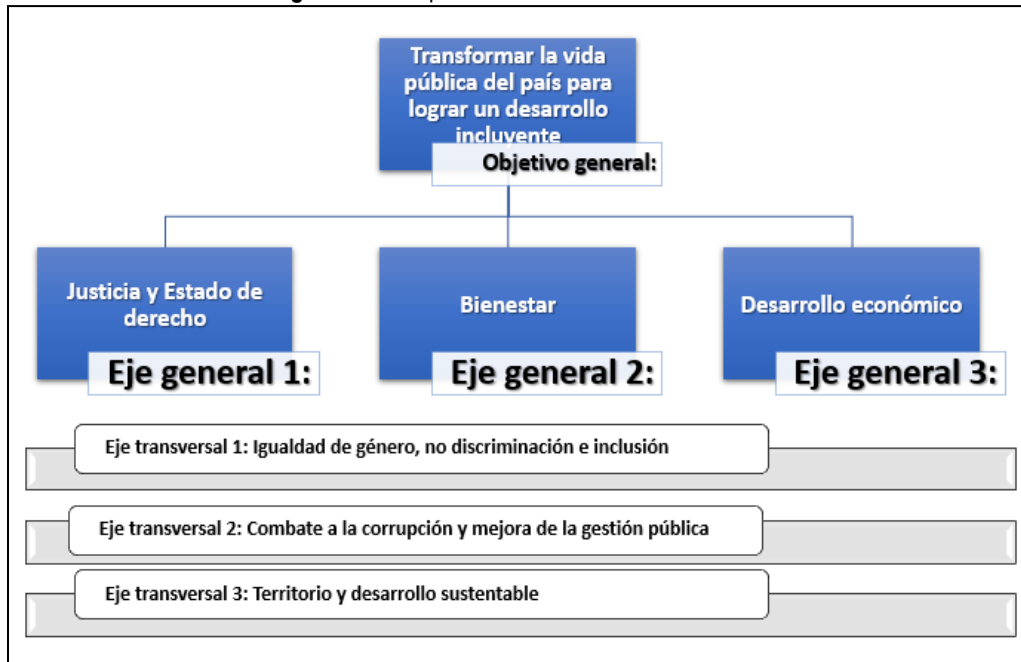 Transformar la vida
pública del país para
lograr un desarrollo
incluyente
Objetivo general:
Justicia y Estado de
derecho
Eje general 1:
Bienestar
Eje general 2:
Desarrollo económico
Eje general 3:
Eje transversal 1: Igualdad de género, no discriminación e inclusión
Eje transversal 2: Combate a la corrupción y mejora de la gestión pública
Eje transversal 3: Territorio y desarrollo sustentable